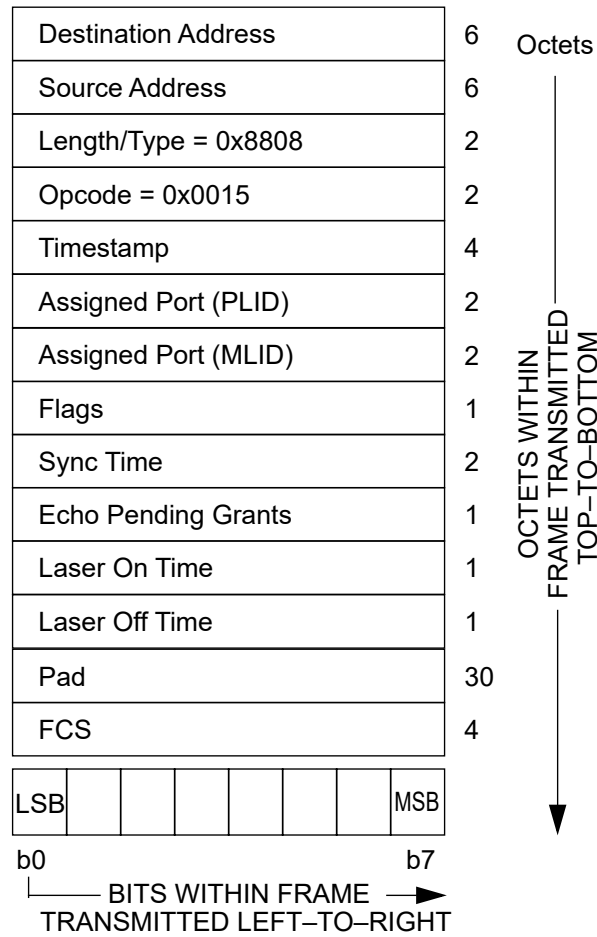 Destination Address 6 Octets
Source Address 6
Length/Type = 0x8808 2
Opcode = 0x0015 2
Timestamp 4
Assigned Port (PLID) 2
Assigned Port (MLID) 2
Flags 1
Sync Time 2
Echo Pending Grants 1
Laser On Time 1
Laser Off Time 1
Pad 30
FCS 4
OCTETS WITHIN
FRAME TRANSMITTED
TOP–TO–BOTTOM
LSB MSB
b0 b7
BITS WITHIN FRAME
TRANSMITTED LEFT–TO–RIGHT